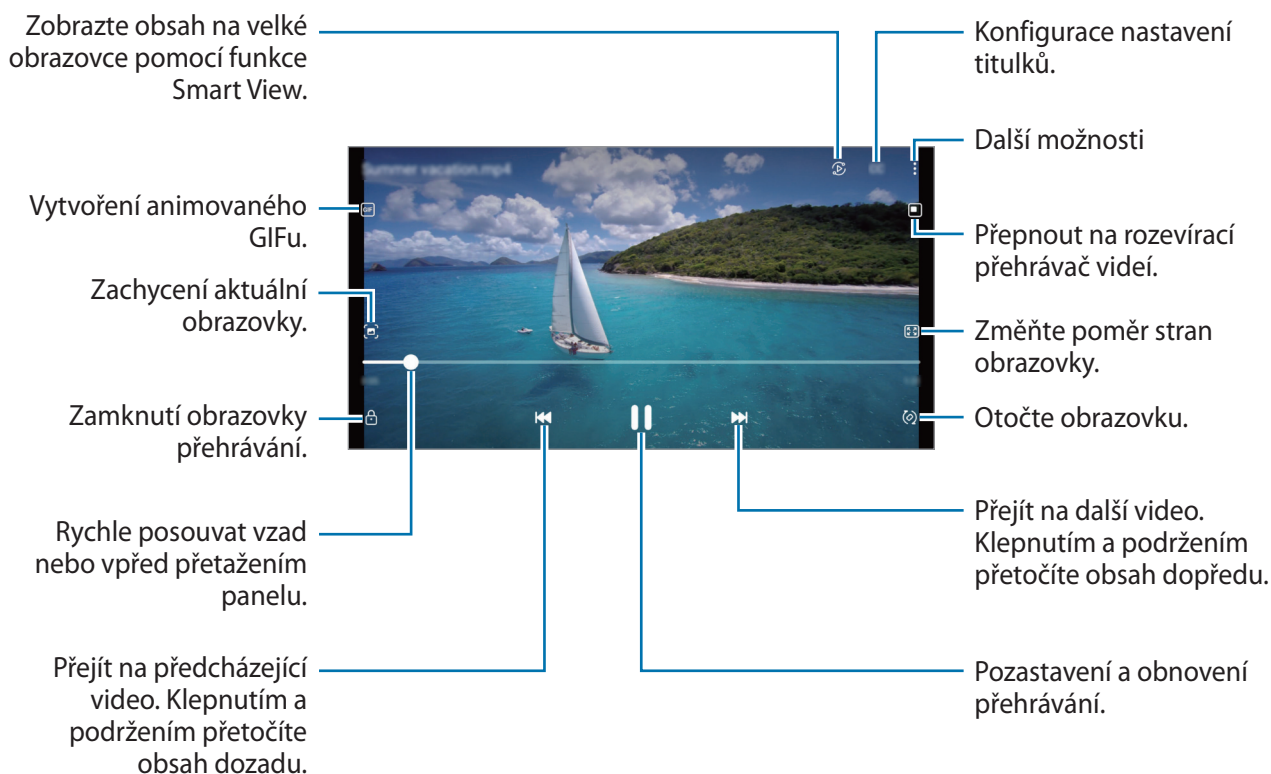 Zobrazte obsah na velké
obrazovce pomocí funkce
Smart View.
Konfigurace nastavení
titulků.
Další možnosti
Vytvoření animovaného
GIFu.
GIF
Přepnout na rozevírací
přehrávač videí.
Zachycení aktuální
obrazovky.
Změňte poměr stran
obrazovky.
Zamknutí obrazovky
přehrávání.
Otočte obrazovku.
Rychle posouvat vzad
nebo vpřed přetažením
panelu.
Přejít na další video.
Klepnutím a podržením
přetočíte obsah dopředu.
Přejít na předcházející
video. Klepnutím a
podržením přetočíte
obsah dozadu.
Pozastavení a obnovení
přehrávání.